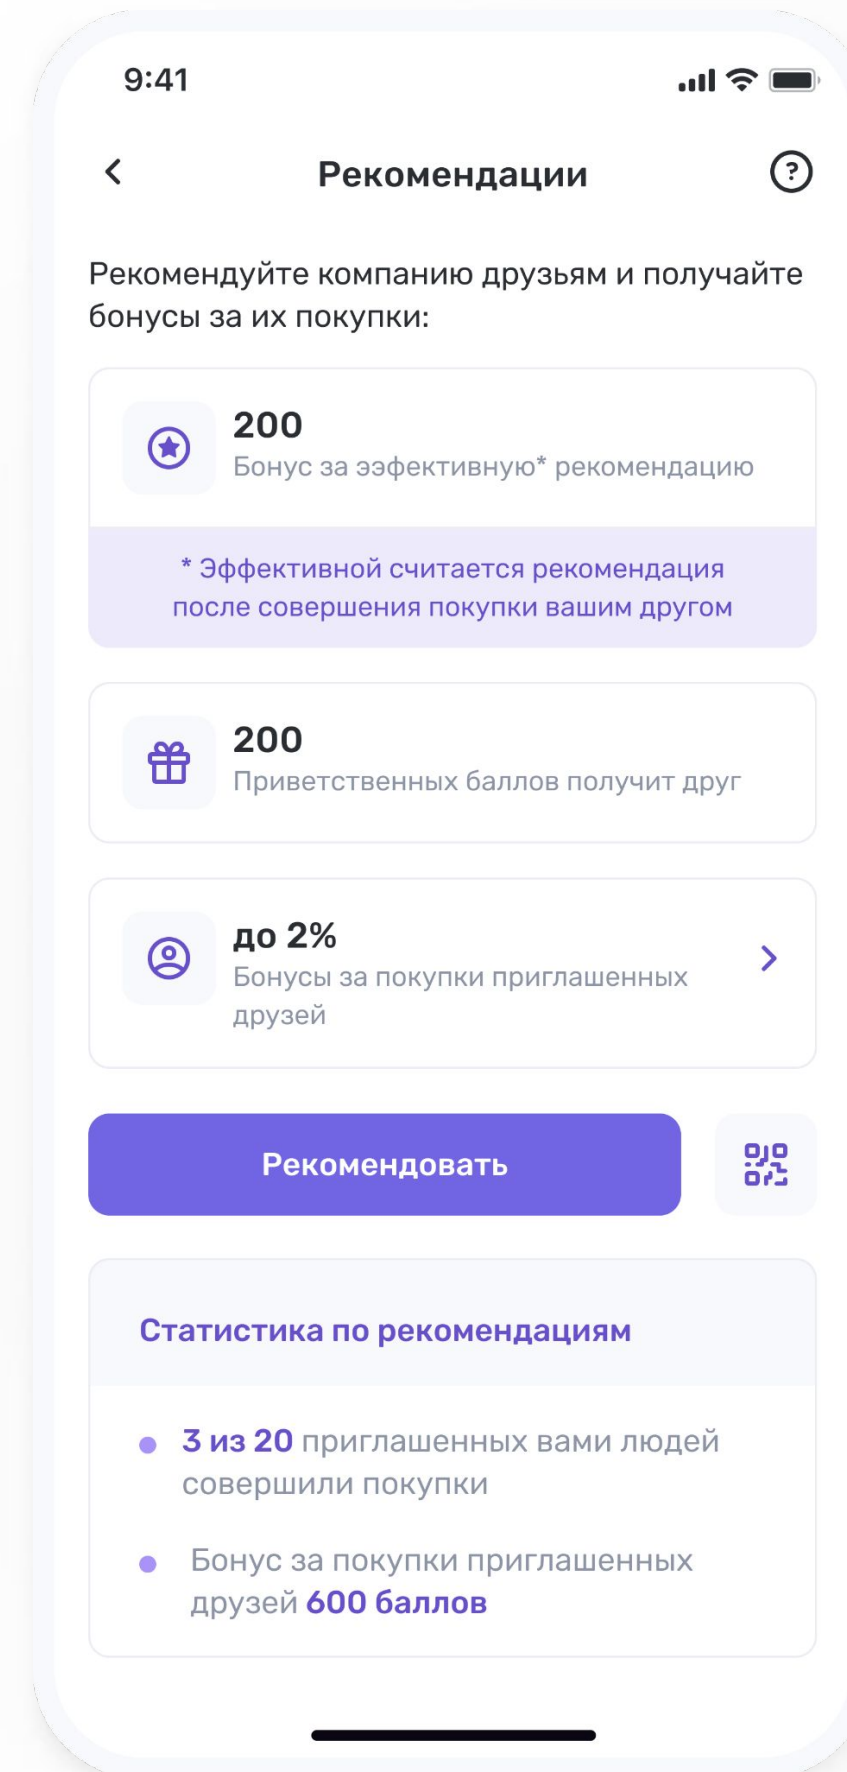 9:41
Рекомендации
?
Рекомендуйте компанию друзьям и получайте
бонусы за их покупки:
200
Бонус за ээфективную* рекомендацию
* Эффективной считается рекомендация
после совершения покупки вашим другом
200
Приветственных баллов получит друг
до 2%
Бонусы за покупки приглашенных
друзей
Рекомендовать
Статистика по рекомендациям
3 из 20 приглашенных вами людей
совершили покупки
Бонус за покупки приглашенных
друзей 600 баллов